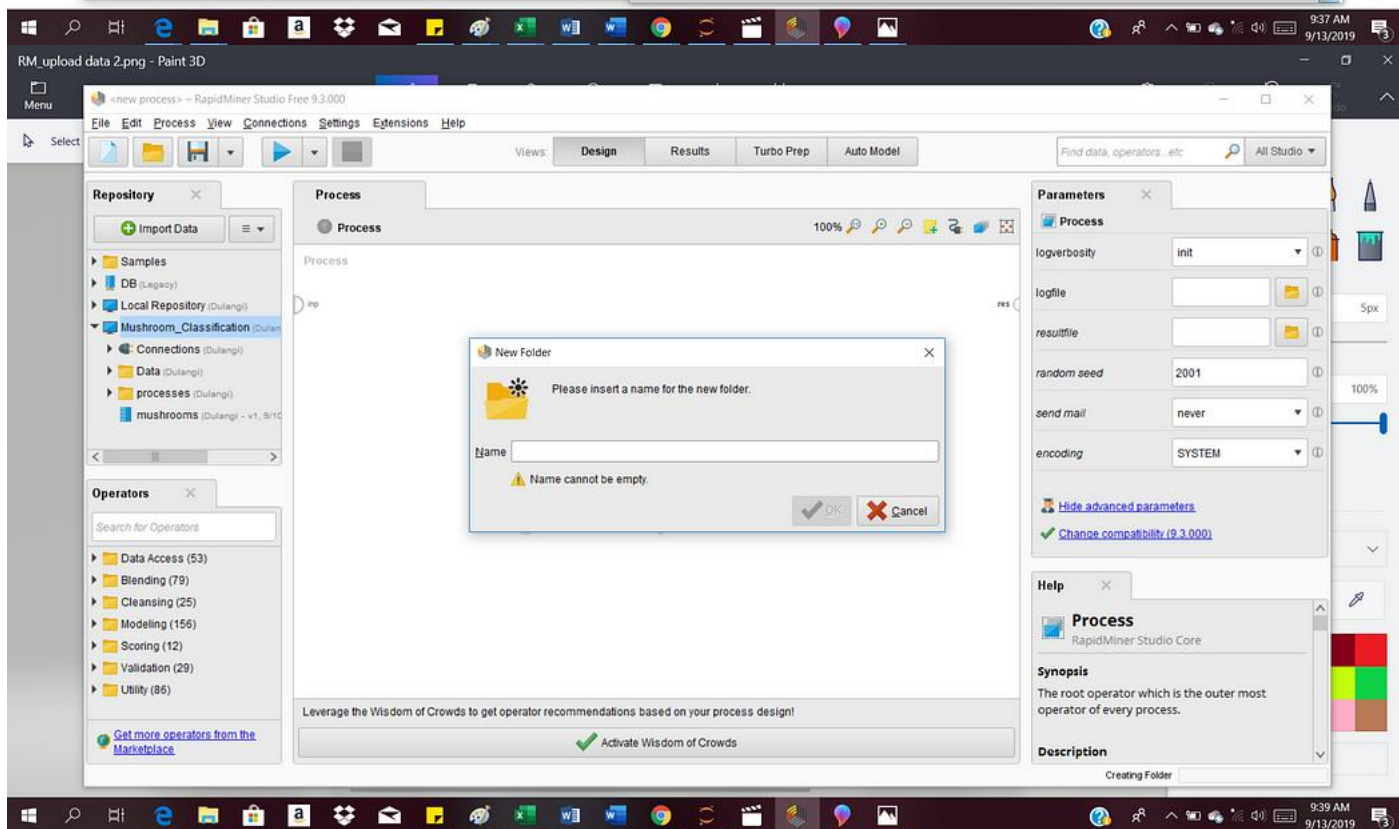 9:37 AM
9/13/2019
RM_upload data 2.png - Paint 3D
Menu
Select
<new process> – RapidMiner Studio Free 9.3.000
File Edit Process View Connections Settings Extensions Help
Views: Design Results Turbo Prep Auto Model
Find data, operators...etc All Studio
Repository
Import Data
Samples
DB (Legacy)
Local Repository (Dulangi)
Mushroom_Classification (Dulan
Connections (Dulangi)
Data (Dulangi)
processes (Dulangi)
mushrooms (Dulangi - v1, 9/10
Operators
Search for Operators
Data Access (53)
Blending (79)
Cleansing (25)
Modeling (156)
Scoring (12)
Validation (29)
Utility (86)
Get more operators from the
Marketplace
Process
Process
100%
Process
inp
res
New Folder
Please insert a name for the new folder.
Name
Name cannot be empty.
OK Cancel
Leverage the Wisdom of Crowds to get operator recommendations based on your process design!
Activate Wisdom of Crowds
Parameters
Process
logverbosity init
logfile
resultfile
random seed 2001
send mail never
encoding SYSTEM
Hide advanced parameters
Change compatibility (9.3.000)
Help
Process
RapidMiner Studio Core
Synopsis
The root operator which is the outer most
operator of every process.
Description
Creating Folder
5px
100%
9:39 AM
9/13/2019